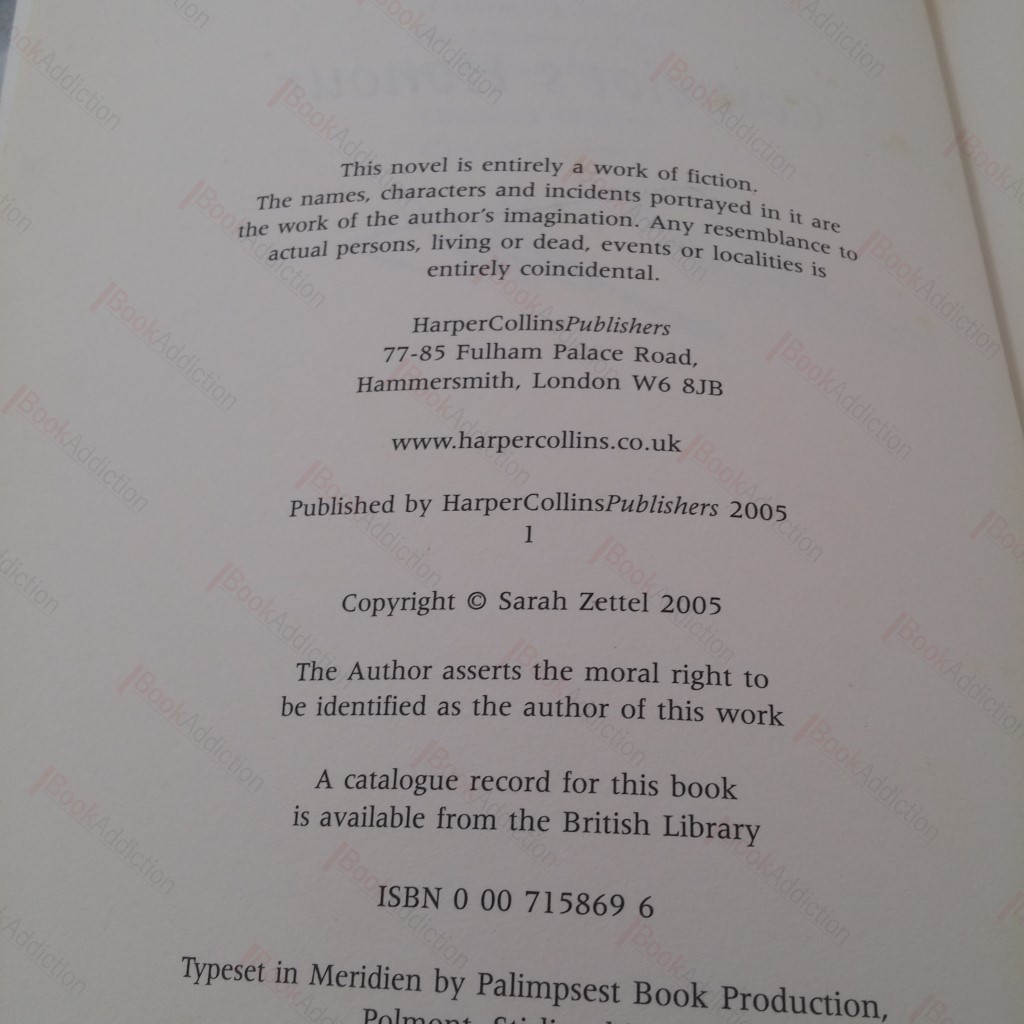 This novel is entirely a work of fiction.
The names, characters and incidents portrayed in it are
the work of the author's imagination. Any resemblance to
actual persons, living or dead, events or localities is
entirely coincidental.
HarperCollinsPublishers
77-85 Fulham Palace Road,
Hammersmith, London W6 8JB
www.harpercollins.co.uk
Published by HarperCollinsPublishers 2005
1
Copyright © Sarah Zettel 2005
The Author asserts the moral right to
be identified as the author of this work
A catalogue record for this book
is available from the British Library
ISBN 0 00 715869 6
Typeset in Meridien by Palimpsest Book Production,
Polmont,
BookAddiction